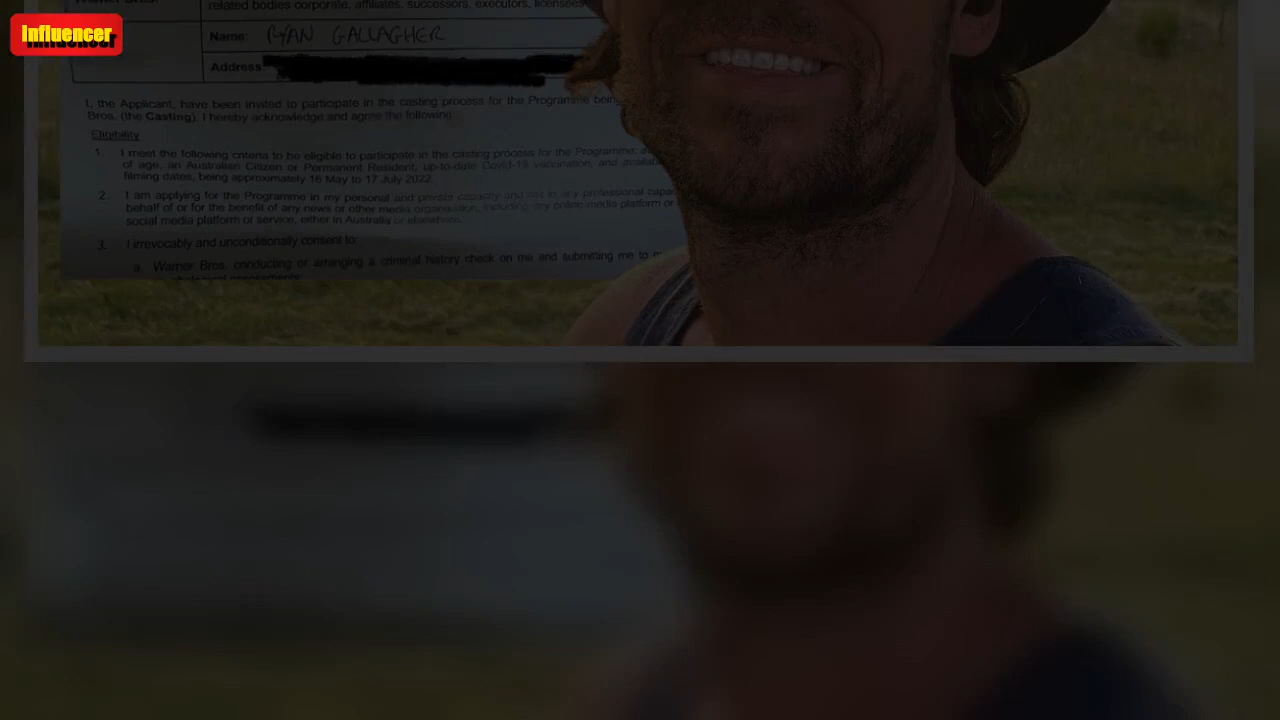 Influencer
related bodies corporate, affiliates, successors, executors, licensees
Name: RYAN GALLAGHER
Address:
I, the Applicant, have been invited to participate in the casting process for the Programme bein
Bros. (the Casting). I hereby acknowledge and agree the following:
Eligibility
1. I meet the following criteria to be eligible to participate in the casting process for the Programme:
of age, an Australian Citizen or Permanent Resident, up-to-date Covid-19 vaccination, and availab
filming dates, being approximately 16 May to 17 July 2022.
2. I am applying for the Programme in my personal and private capacity and not in any professional capac
behalf of or for the benefit of any news or other media organisation, including my entire media platform or
social media platform or service, either in Australia or elsewhere.
3. I irrevocably and unconditionally consent to:
a. Warner Bros. conducting or arranging a criminal history check on me and submitting me to m